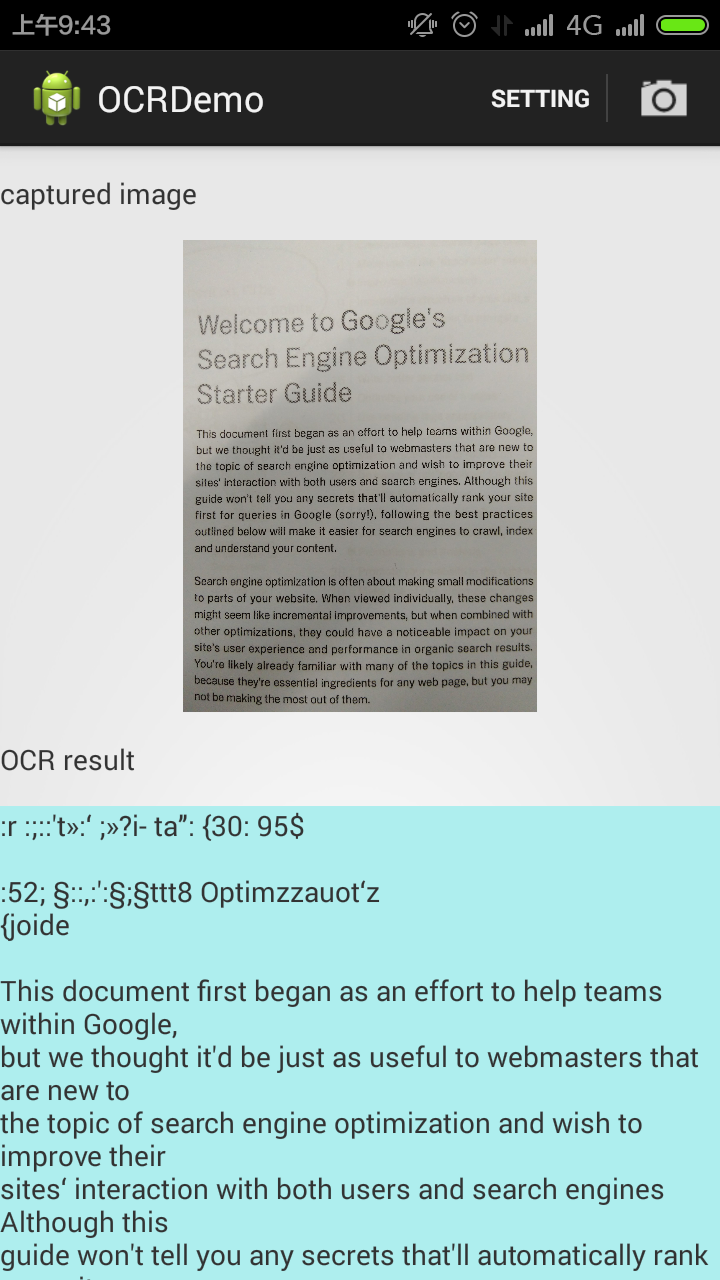 上午9:43
4G
OCRDemo
SETTING
captured image
Welcome to Google's
Search Engine Optimization
Starter Guide
This document first began as an effort to help teams within Google,
but we thought it'd be just as useful to webmasters that are new to
the topic of search engine optimization and wish to improve their
sites' interaction with both users and search engines. Although this
guide won't tell you any secrets that'll automatically rank your site
first for queries in Google (sorry!), following the best practices
outlined below will make it easier for search engines to crawl, index
and understand your content.
Search engine optimization is often about making small modifications
to parts of your website. When viewed individually, these changes
might seem like incremental improvements, but when combined with
other optimizations, they could have a noticeable impact on your
site's user experience and performance in organic search results.
You're likely already familiar with many of the topics in this guide,
because they're essential ingredients for any web page, but you may
not be making the most out of them.
OCR result
:r :;::'t»:‘ ;»?i- ta”: {30: 95$
:52; §::,:':§;§ttt8 Optimzzauot‘z
{joide
This document first began as an effort to help teams
within Google,
but we thought it'd be just as useful to webmasters that
are new to
the topic of search engine optimization and wish to
improve their
sites‘ interaction with both users and search engines
Although this
guide won't tell you any secrets that'll automatically rank